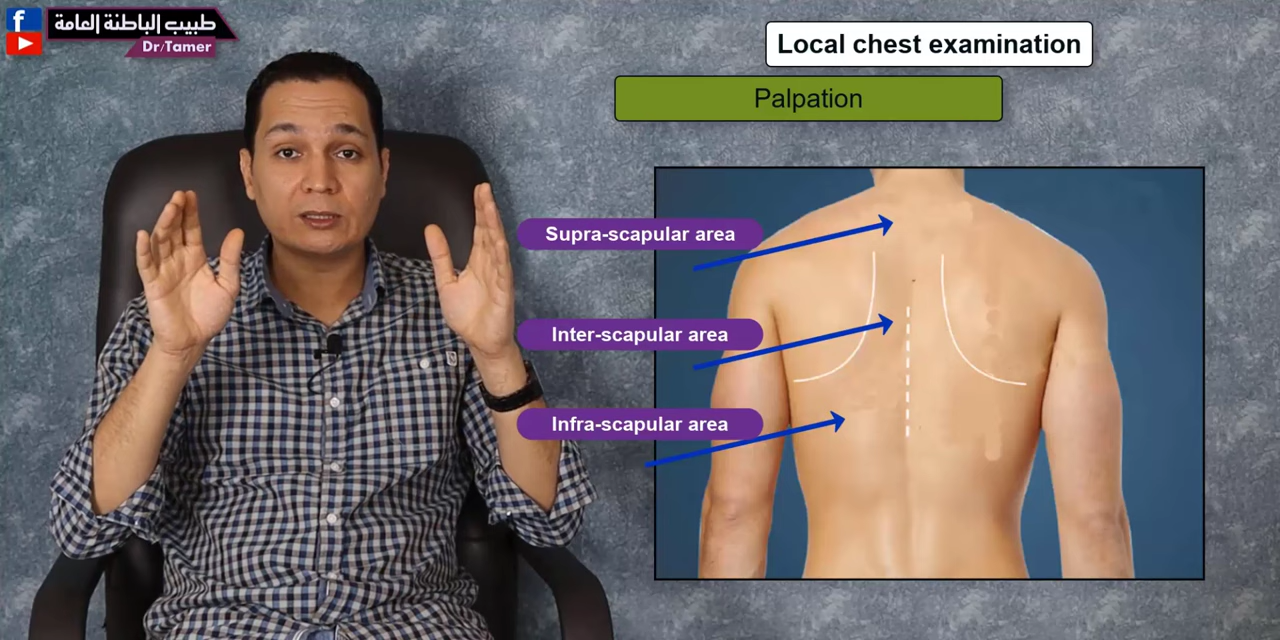 طبيب الباطنة العامة
Dr/Tamer
Local chest examination
Palpation
Supra-scapular area
Inter-scapular area
Infra-scapular area